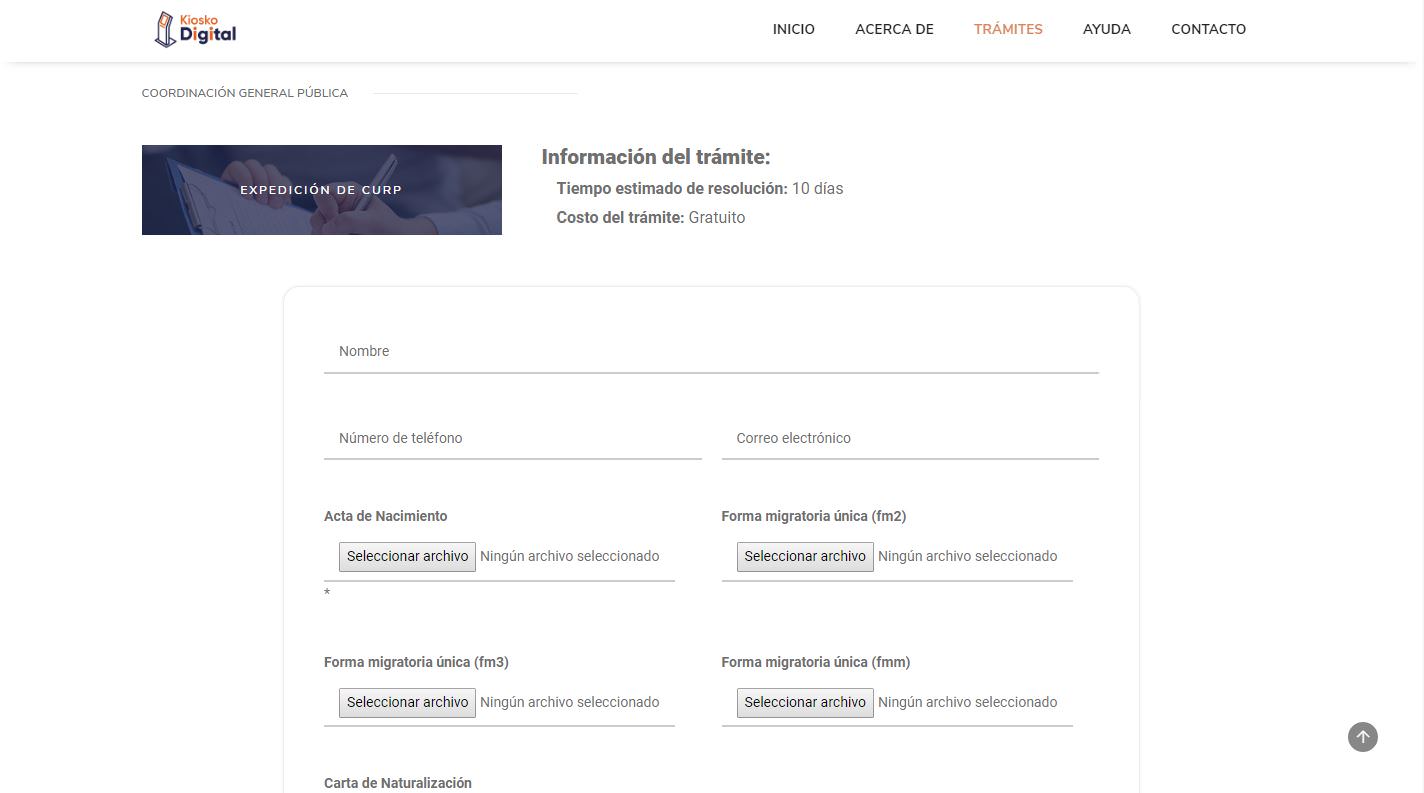 Kiosko
Digital
INICIO ACERCA DE TRÁMITES AYUDA CONTACTO
COORDINACIÓN GENERAL PÚBLICA
EXPEDICIÓN DE CURP
Información del trámite:
Tiempo estimado de resolución: 10 días
Costo del trámite: Gratuito
Nombre
Número de teléfono Correo electrónico
Acta de Nacimiento Forma migratoria única (fm2)
Seleccionar archivo Ningún archivo seleccionado Seleccionar archivo Ningún archivo seleccionado
*
Forma migratoria única (fm3) Forma migratoria única (fmm)
Seleccionar archivo Ningún archivo seleccionado Seleccionar archivo Ningún archivo seleccionado
Carta de Naturalización